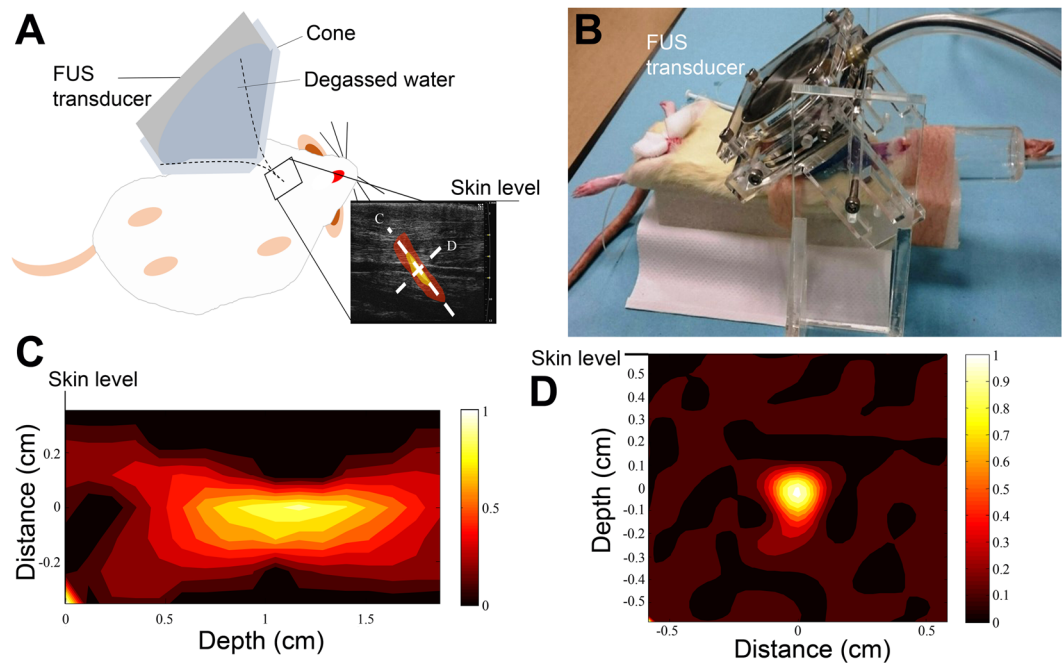 A
Cone
FUS
transducer
Degassed water
Skin level
C
D
B
FUS
transducer
C
Skin level
Distance (cm)
0.2
0
-0.2
0
0.5
1
1.5
Depth (cm)
1
0.5
0
D
Skin level
Depth (cm)
0.5
0.4
0.3
0.2
0.1
0
-0.1
-0.2
-0.3
-0.4
-0.5
-0.5
0
0.5
Distance (cm)
1
0.9
0.8
0.7
0.6
0.5
0.4
0.3
0.2
0.1
0